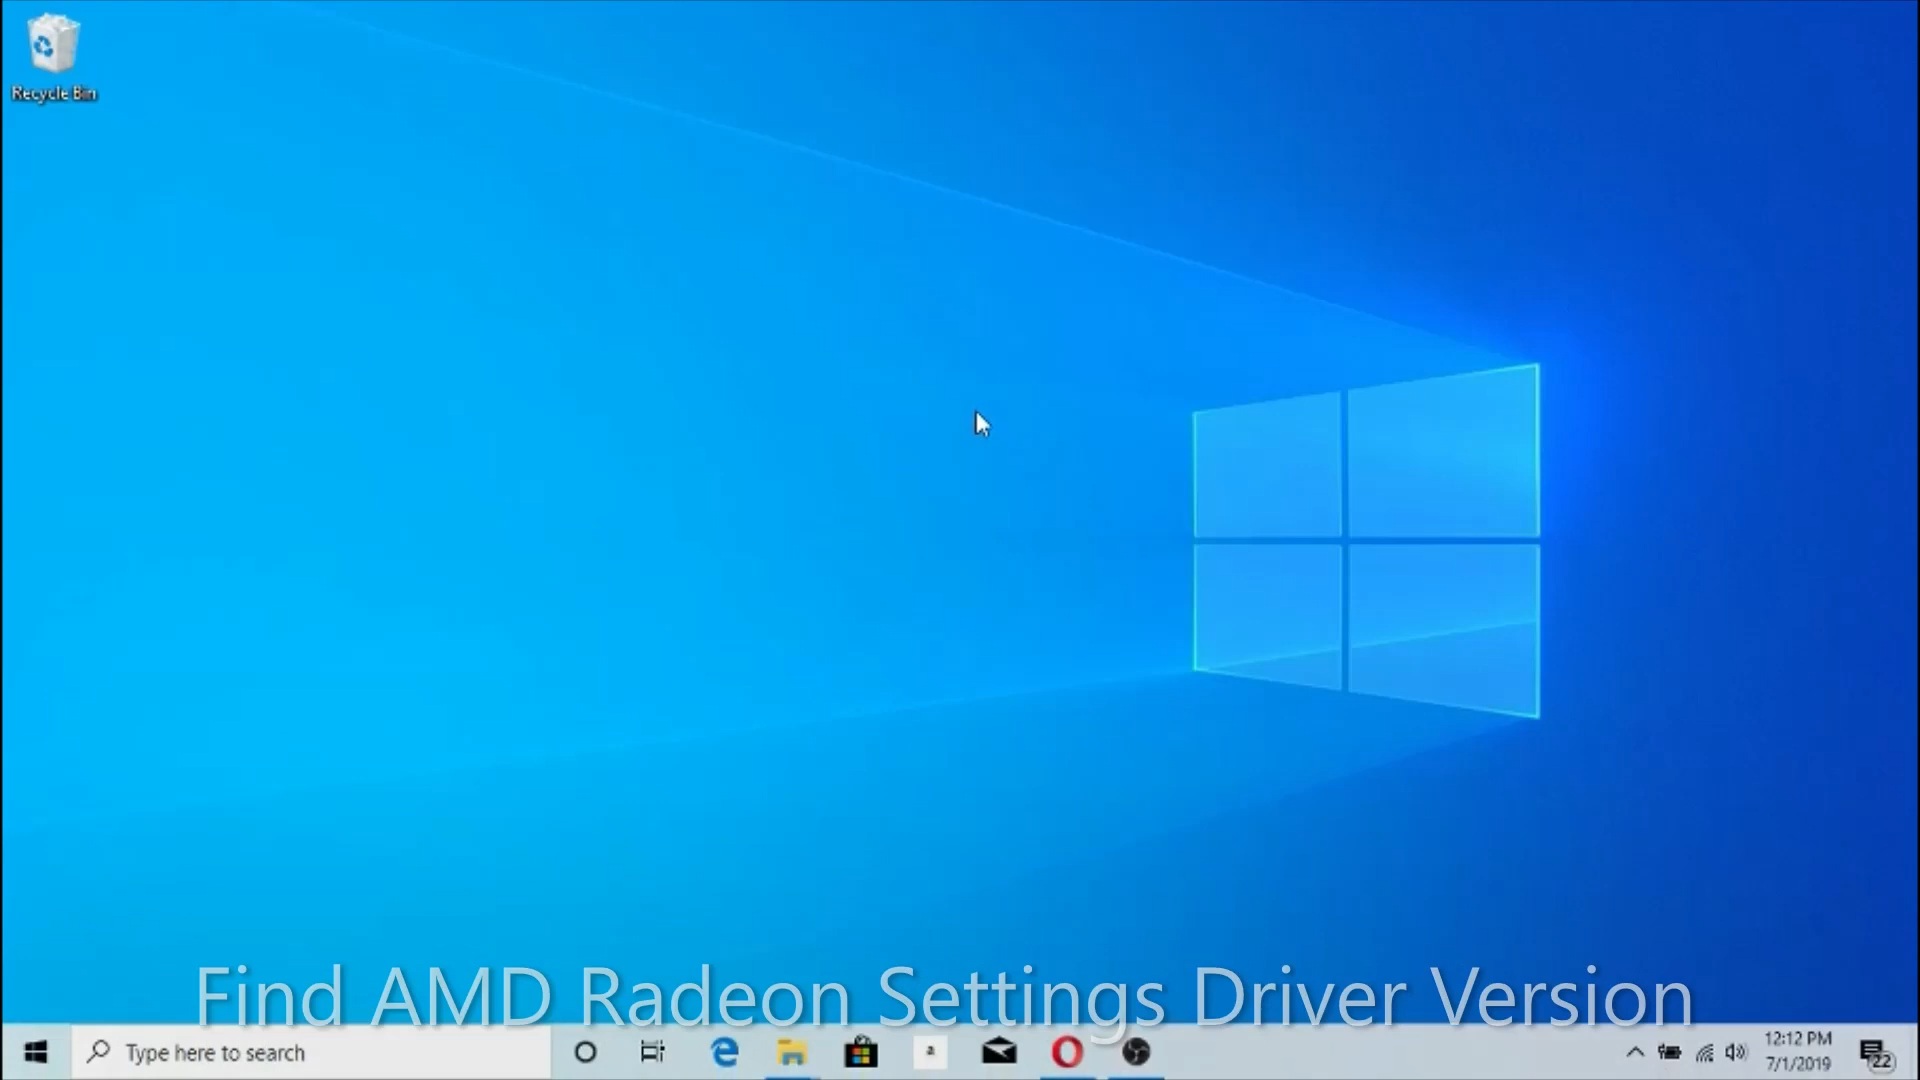 Recycle Bin
Find AMD Radeon Settings Driver Version
Type here to search
a
12:12 PM
7/1/2019
22